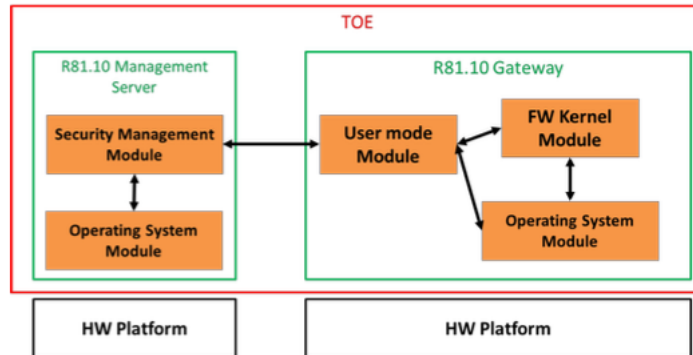 TOE
R81.10 Management
Server
Security Management
Module
Operating System
Module
R81.10 Gateway
User mode
Module
FW Kernel
Module
Operating System
Module
HW Platform
HW Platform